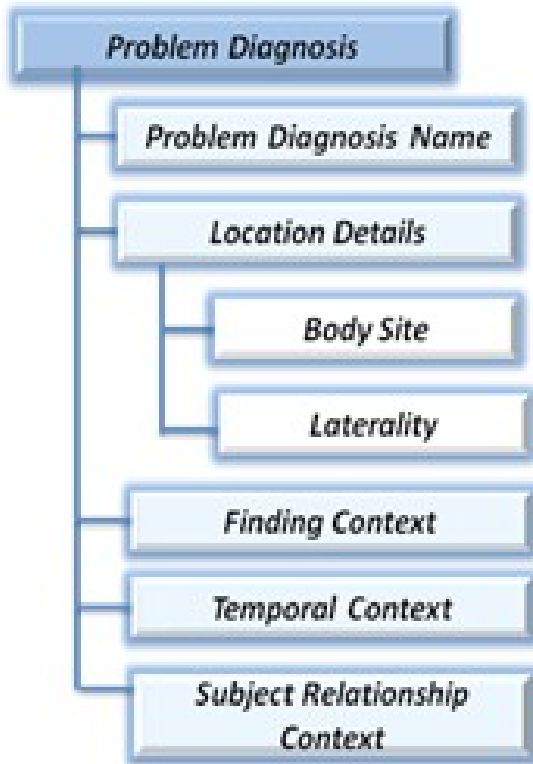 Problem Diagnosis
Problem Diagnosis Name
Location Details
Body Site
Laterality
Finding Context
Temporal Context
Subject Relationship
Context